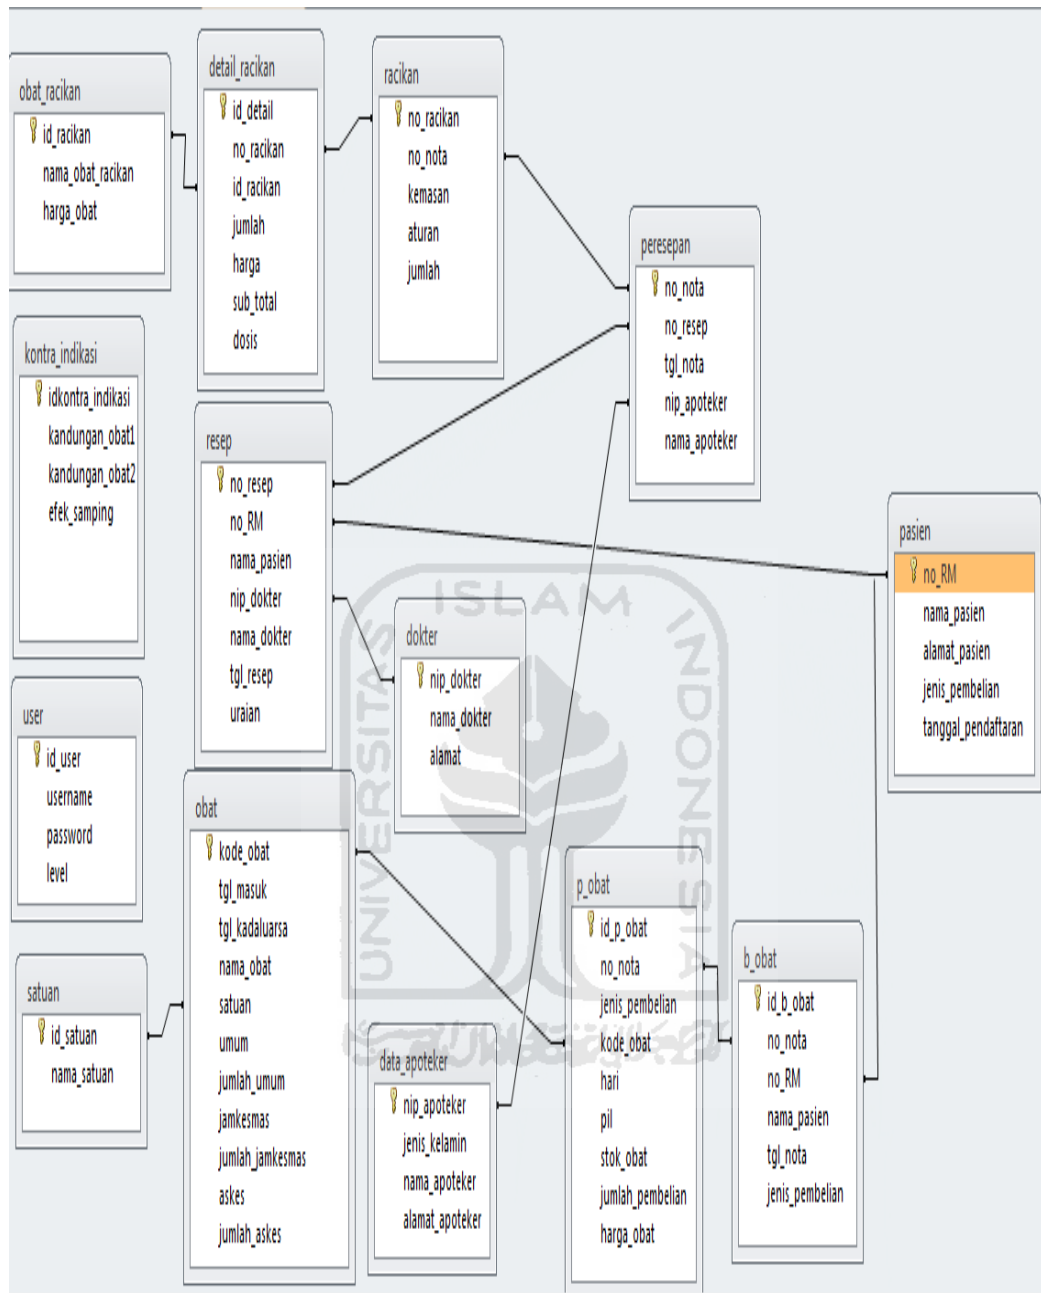 obat_racikan
id_racikan
nama_obat_racikan
harga_obat
detail_racikan
id_detail
no_racikan
id_racikan
jumlah
harga
sub_total
dosis
racikan
no_racikan
no_nota
kemasan
aturan
jumlah
peresepan
no_nota
no_resep
tgl_nota
nip_apoteker
nama_apoteker
kontra_indikasi
idkontra_indikasi
kandungan_obat1
kandungan_obat2
efek_samping
resep
no_resep
no_RM
nama_pasien
nip_dokter
nama_dokter
tgl_resep
uraian
pasien
no_RM
nama_pasien
alamat_pasien
jenis_pembelian
tanggal_pendaftaran
dokter
nip_dokter
nama_dokter
alamat
user
id_user
username
password
level
obat
kode_obat
tgl_masuk
tgl_kadaluarsa
nama_obat
satuan
umum
jumlah_umum
jamkesmas
jumlah_jamkesmas
askes
jumlah_askes
p_obat
id_p_obat
no_nota
jenis_pembelian
kode_obat
hari
pil
stok_obat
jumlah_pembelian
harga_obat
b_obat
id_b_obat
no_nota
no_RM
nama_pasien
tgl_nota
jenis_pembelian
satuan
id_satuan
nama_satuan
data_apoteker
nip_apoteker
jenis_kelamin
nama_apoteker
alamat_apoteker
UNIVERSITAS
ISLAM
INDONESIA